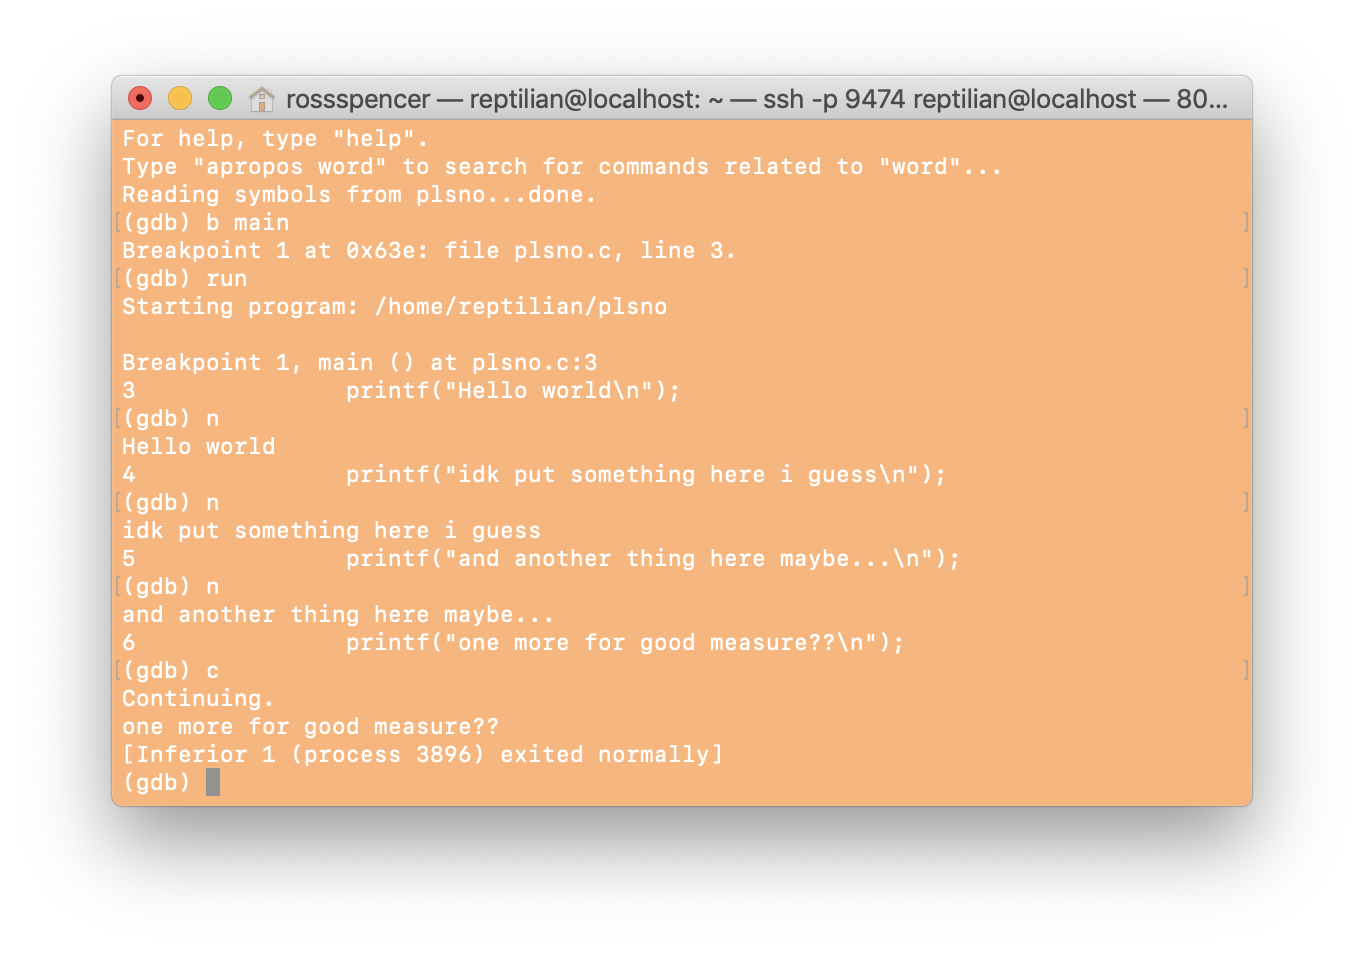 rossspencer — reptilian@localhost: ~ — ssh -p 9474 reptilian@localhost — 80...
For help, type "help".
Type "apropos word" to search for commands related to "word"...
Reading symbols from plsno...done.
[(gdb) b main ]
Breakpoint 1 at 0x63e: file plsno.c, line 3.
[(gdb) run ]
Starting program: /home/reptilian/plsno
Breakpoint 1, main () at plsno.c:3
3 printf("Hello world\n");
[(gdb) n ]
Hello world
4 printf("idk put something here i guess\n");
[(gdb) n ]
idk put something here i guess
5 printf("and another thing here maybe...\n");
[(gdb) n ]
and another thing here maybe...
6 printf("one more for good measure??\n");
[(gdb) c ]
Continuing.
one more for good measure??
[Inferior 1 (process 3896) exited normally]
(gdb)